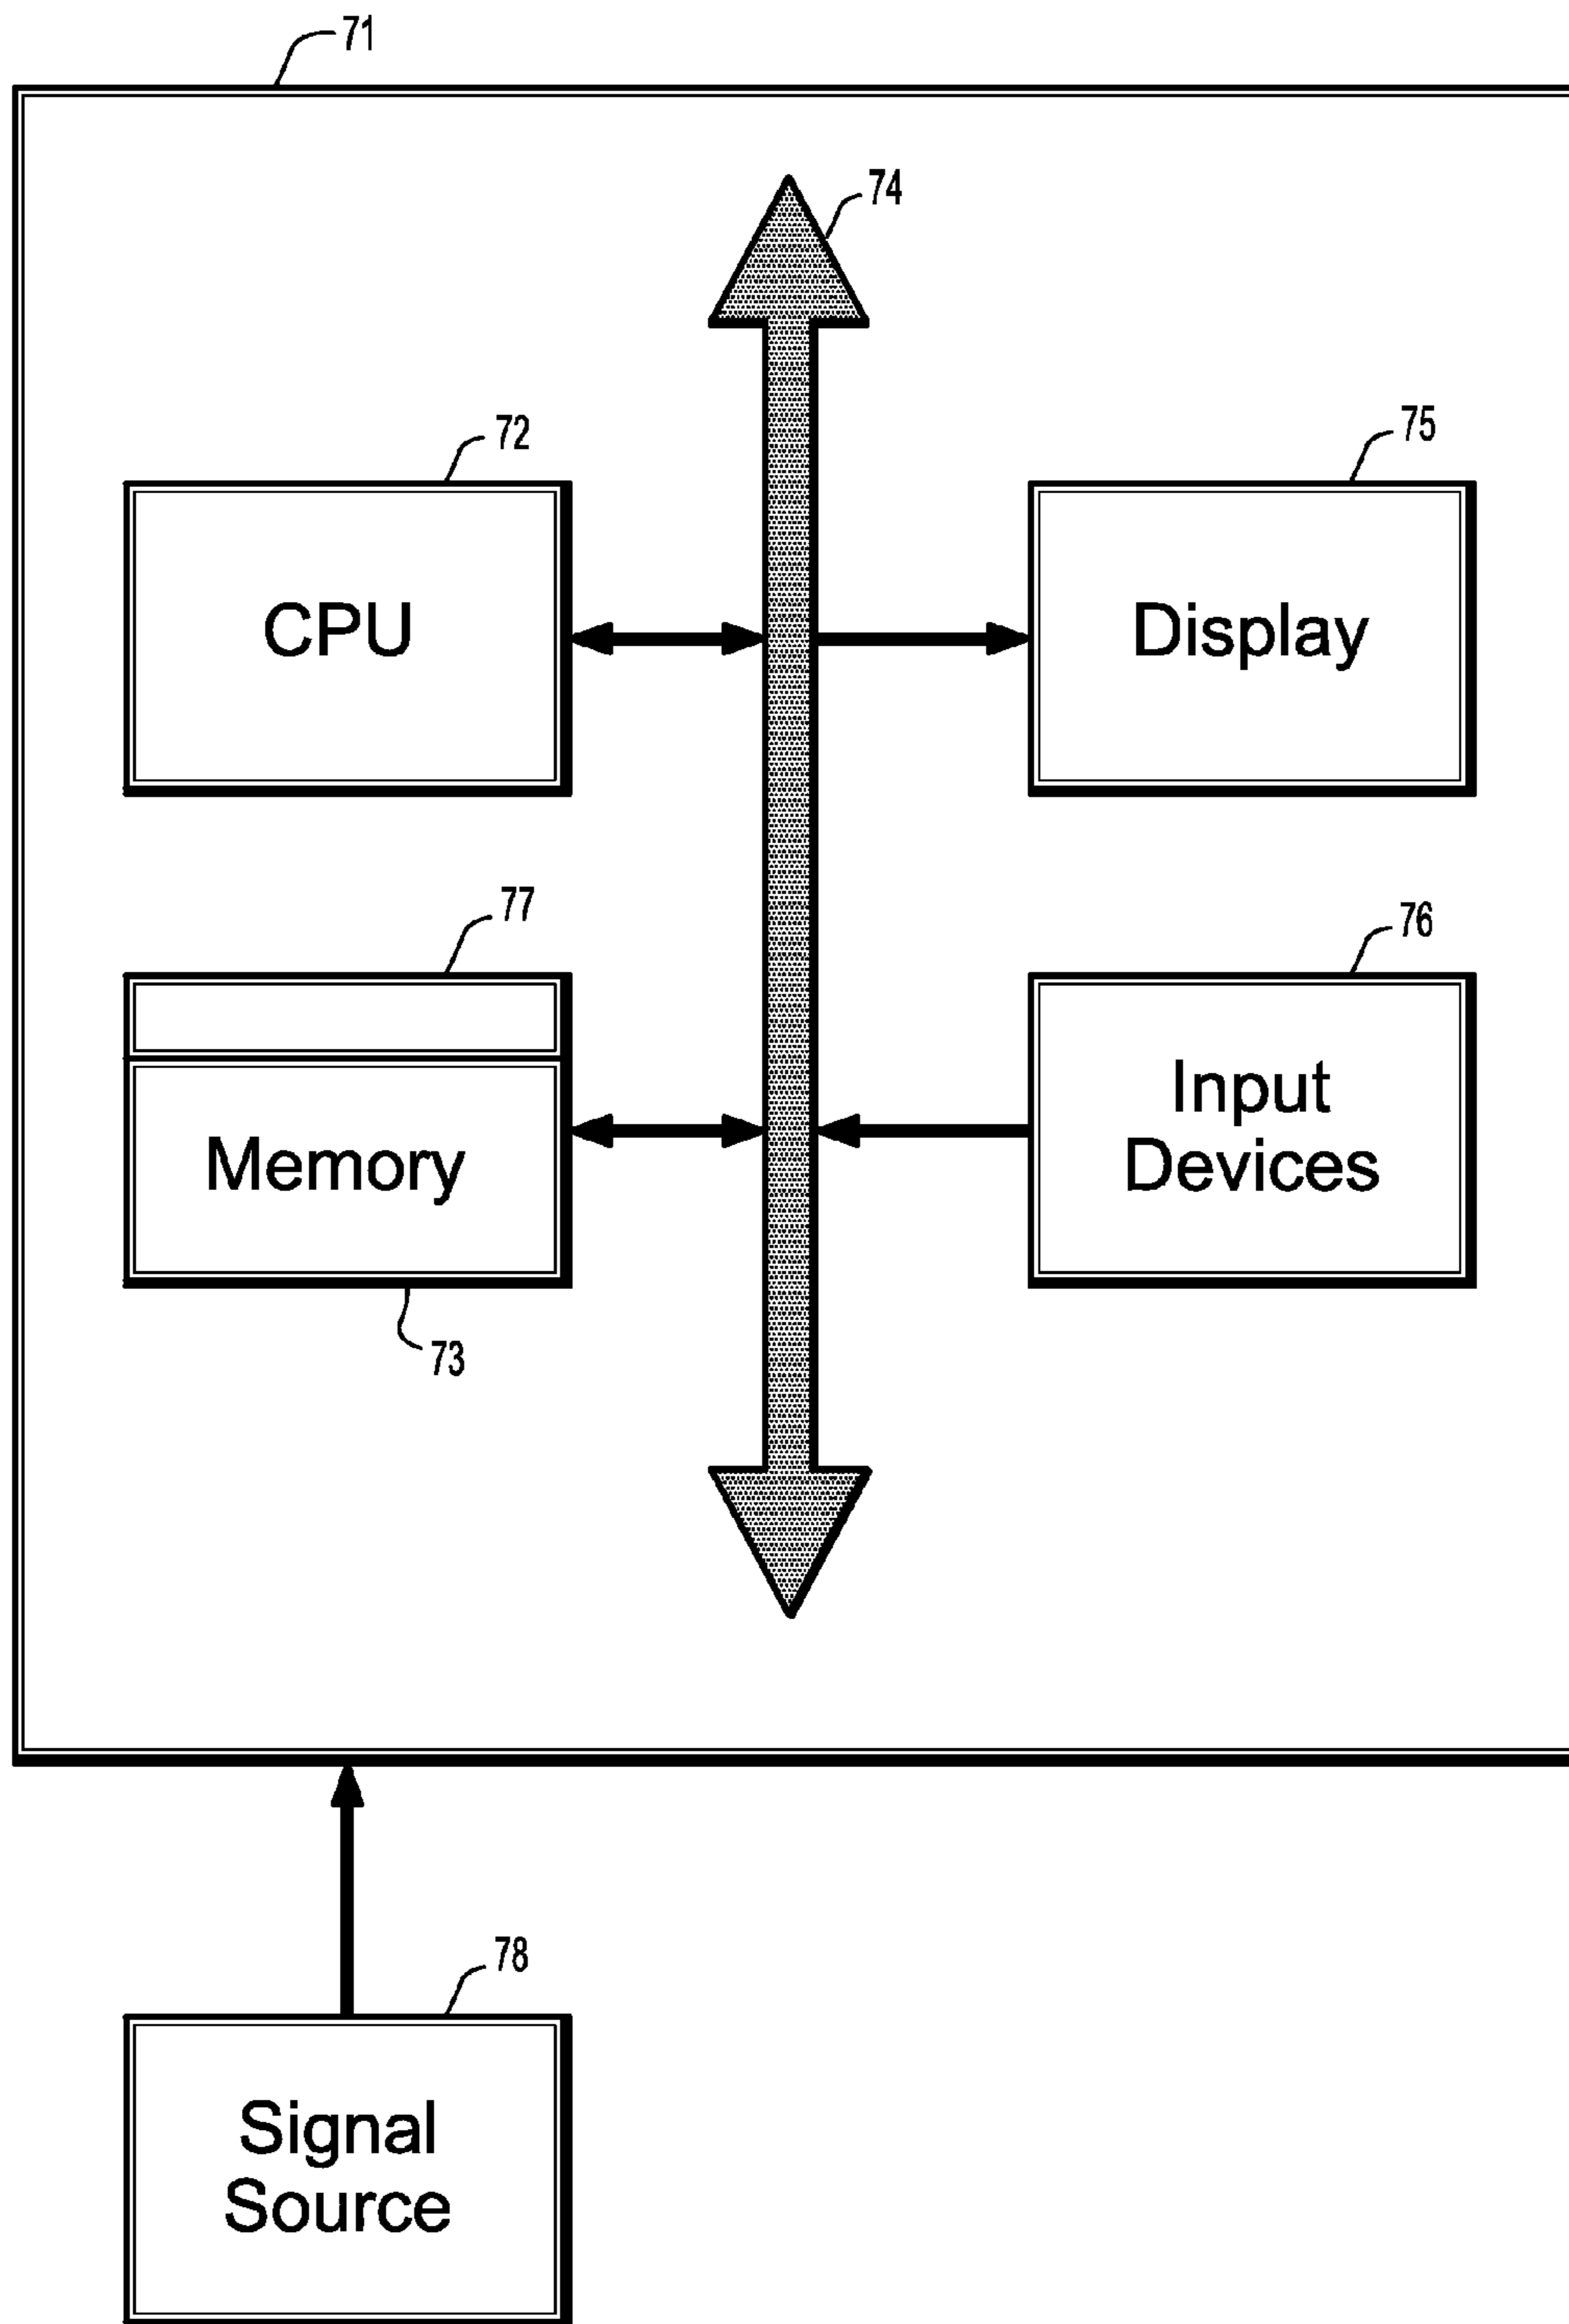 71
74
72
CPU
75
Display
77
Memory
73
76
Input
Devices
78
Signal
Source